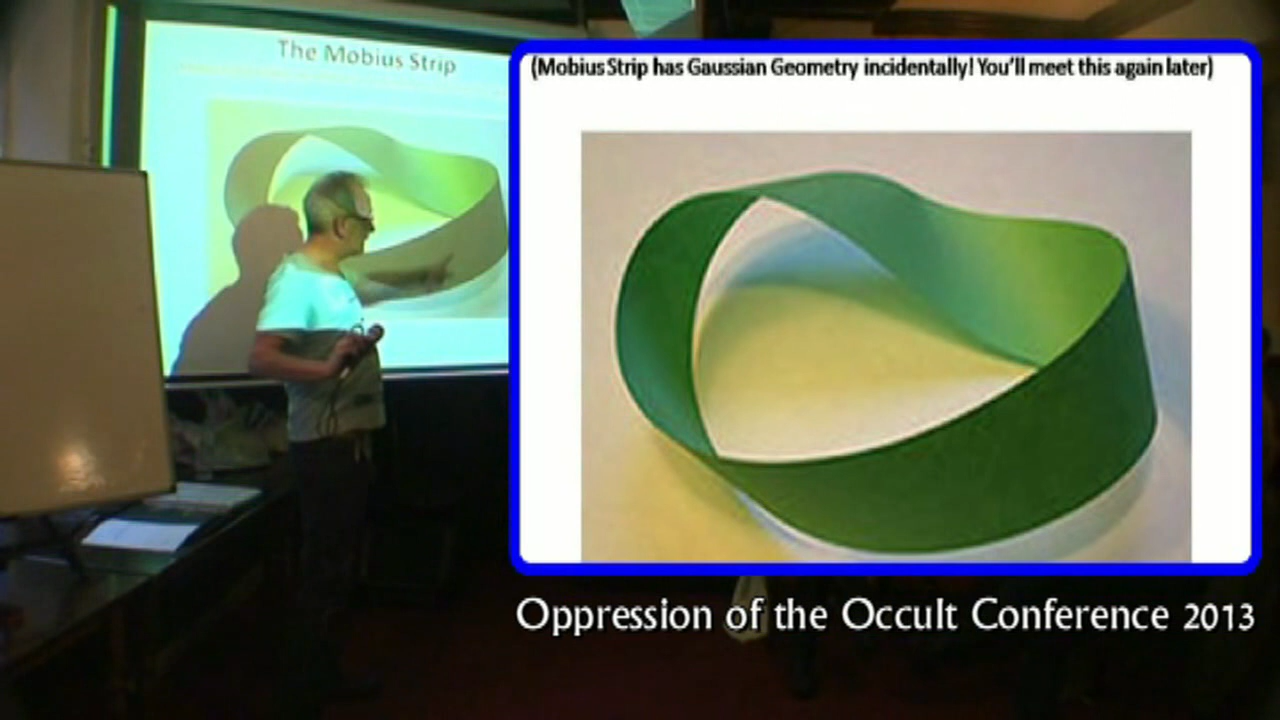 The Mobius Strip
(Mobius Strip has Gaussian Geometry incidentally! You'll meet this again later)
Oppression of the Occult Conference 2013